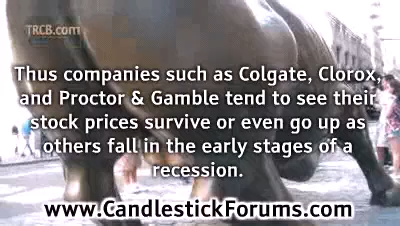 TRCB.com
Thus companies such as Colgate, Clorox,
and Proctor & Gamble tend to see their
stock prices survive or even go up as
others fall in the early stages of a
recession.
www.CandlestickForums.com